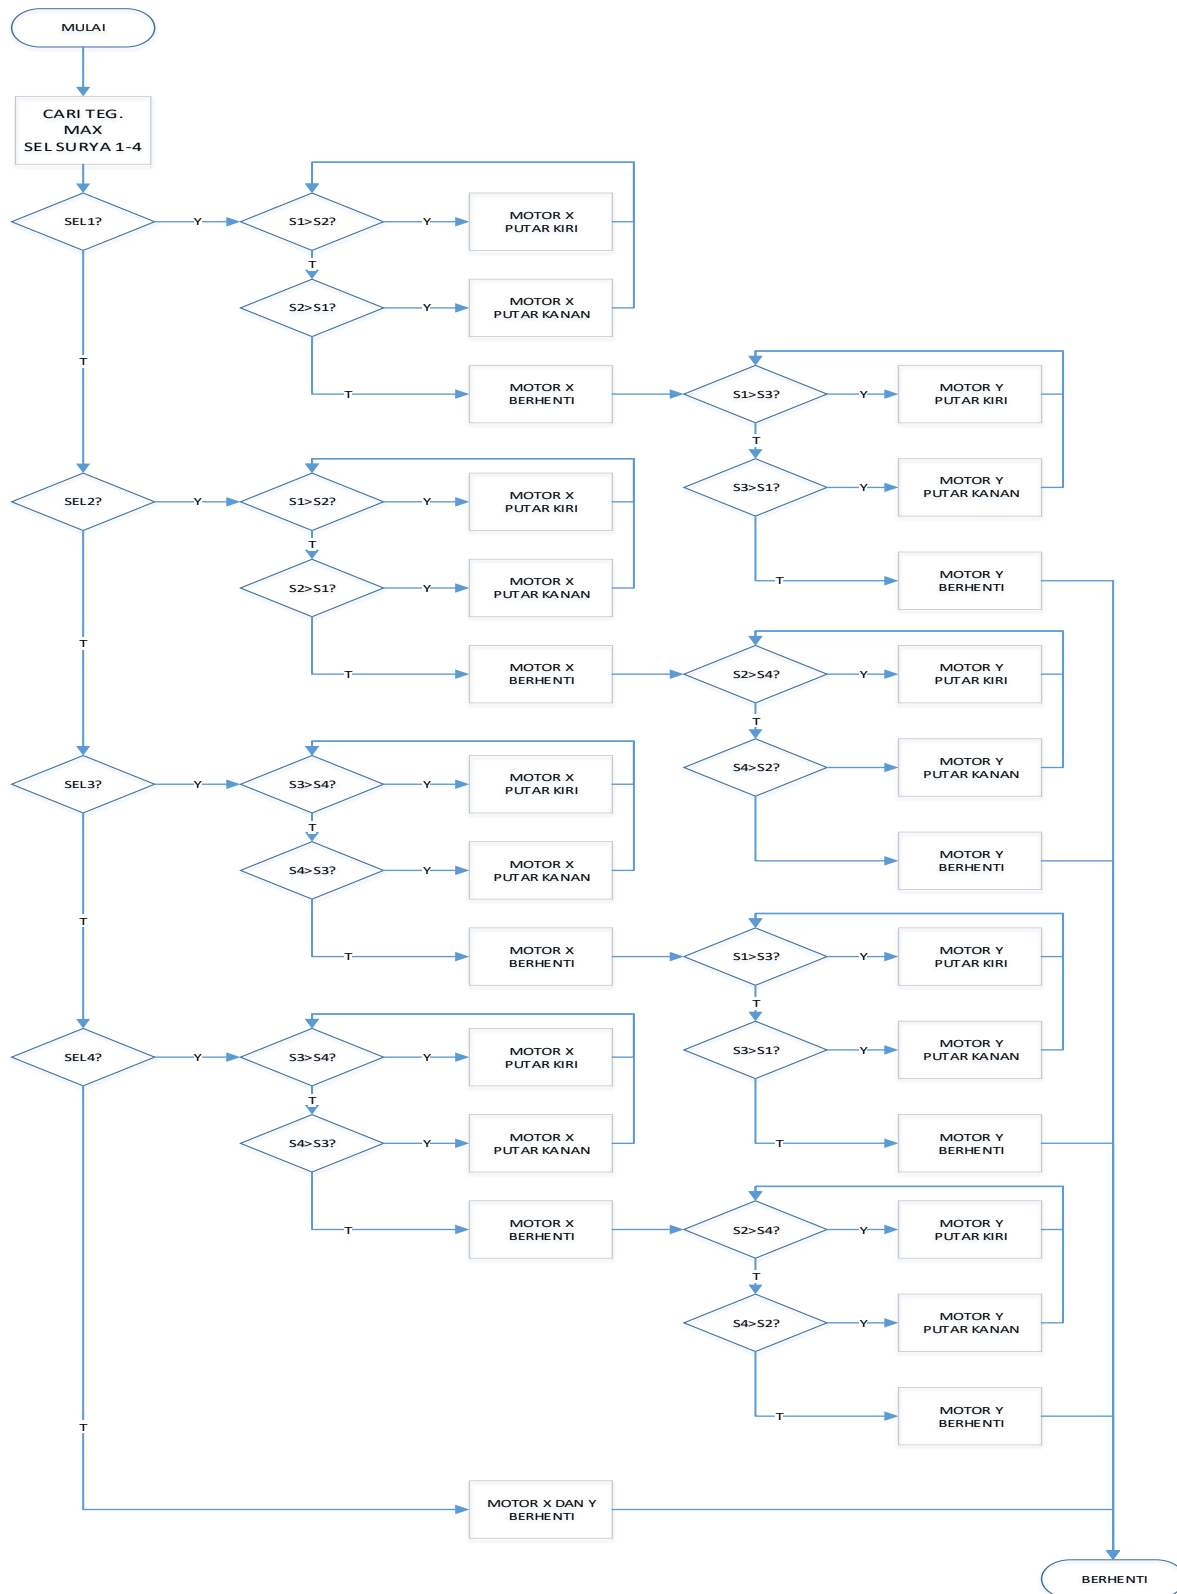 MULAI
CARI TEG.
MAX
SEL SURYA 1-4
SEL1?
Y
S1>S2?
Y
MOTOR X
PUTAR KIRI
T
S2>S1?
Y
MOTOR X
PUTAR KANAN
T
T
MOTOR X
BERHENTI
S1>S3?
Y
MOTOR Y
PUTAR KIRI
T
S3>S1?
Y
MOTOR Y
PUTAR KANAN
T
MOTOR Y
BERHENTI
SEL2?
Y
S1>S2?
Y
MOTOR X
PUTAR KIRI
T
S2>S1?
Y
MOTOR X
PUTAR KANAN
T
T
MOTOR X
BERHENTI
S2>S4?
Y
MOTOR Y
PUTAR KIRI
T
S4>S2?
MOTOR Y
PUTAR KANAN
MOTOR Y
BERHENTI
SEL3?
Y
S3>S4?
Y
MOTOR X
PUTAR KIRI
T
S4>S3?
Y
MOTOR X
PUTAR KANAN
T
T
MOTOR X
BERHENTI
S1>S3?
Y
MOTOR Y
PUTAR KIRI
T
S3>S1?
Y
MOTOR Y
PUTAR KANAN
T
MOTOR Y
BERHENTI
SEL4?
Y
S3>S4?
Y
MOTOR X
PUTAR KIRI
T
S4>S3?
Y
MOTOR X
PUTAR KANAN
T
MOTOR X
BERHENTI
S2>S4?
Y
MOTOR Y
PUTAR KIRI
T
S4>S2?
Y
MOTOR Y
PUTAR KANAN
T
MOTOR Y
BERHENTI
T
MOTOR X DAN Y
BERHENTI
BERHENTI